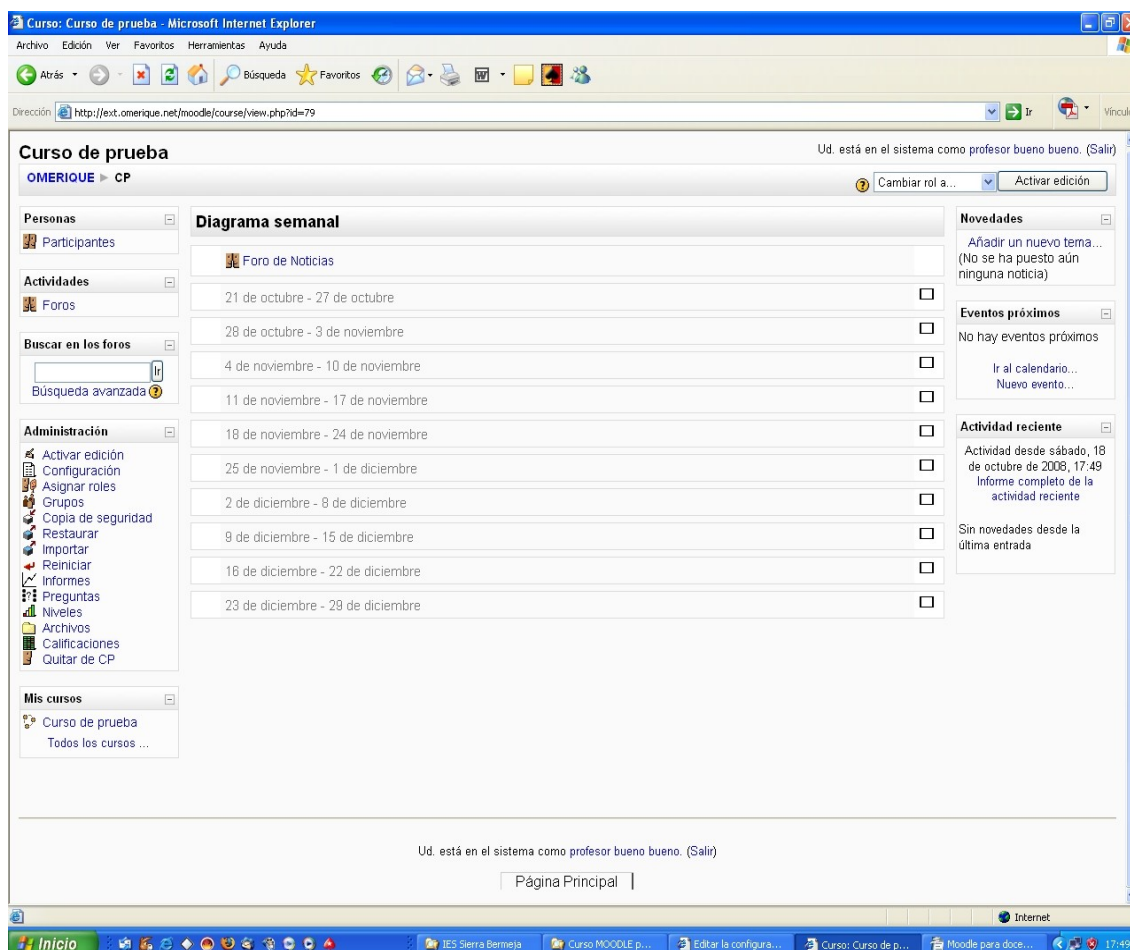 Curso: Curso de prueba - Microsoft Internet Explorer
Archivo Edición Ver Favoritos Herramientas Ayuda
Atrás Búsqueda Favoritos
Dirección http://ext.omerique.net/moodle/course/view.php?id=79 Ir Vínculos
Curso de prueba
Ud. está en el sistema como profesor bueno bueno. (Salir)
OMERIQUE ► CP
Cambiar rol a... Activar edición
Personas
Participantes
Actividades
Foros
Buscar en los foros
Ir
Búsqueda avanzada
Administración
Activar edición
Configuración
Asignar roles
Grupos
Copia de seguridad
Restaurar
Importar
Reiniciar
Informes
Preguntas
Niveles
Archivos
Calificaciones
Quitar de CP
Mis cursos
Curso de prueba
Todos los cursos ...
Diagrama semanal
Foro de Noticias
21 de octubre - 27 de octubre
28 de octubre - 3 de noviembre
4 de noviembre - 10 de noviembre
11 de noviembre - 17 de noviembre
18 de noviembre - 24 de noviembre
25 de noviembre - 1 de diciembre
2 de diciembre - 8 de diciembre
9 de diciembre - 15 de diciembre
16 de diciembre - 22 de diciembre
23 de diciembre - 29 de diciembre
Novedades
Añadir un nuevo tema...
(No se ha puesto aún
ninguna noticia)
Eventos próximos
No hay eventos próximos
Ir al calendario...
Nuevo evento...
Actividad reciente
Actividad desde sábado, 18
de octubre de 2008, 17:49
Informe completo de la
actividad reciente
Sin novedades desde la
última entrada
Ud. está en el sistema como profesor bueno bueno. (Salir)
Página Principal
Internet
Inicio IES Sierra Bermeja Curso MOODLE p... Editar la configura... Curso: Curso de p... Moodle para doce... 17:49